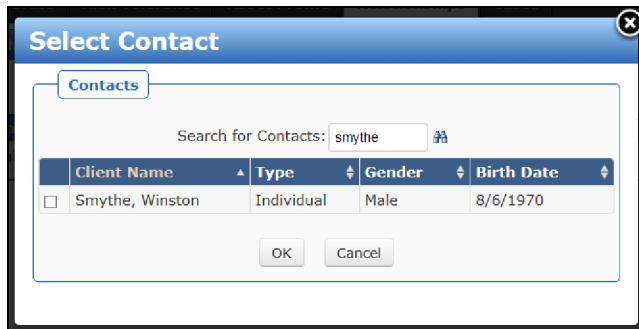 Select Contact
Contacts
Search for Contacts: smythe
Client Name Type Gender Birth Date
Smythe, Winston Individual Male 8/6/1970
OK Cancel